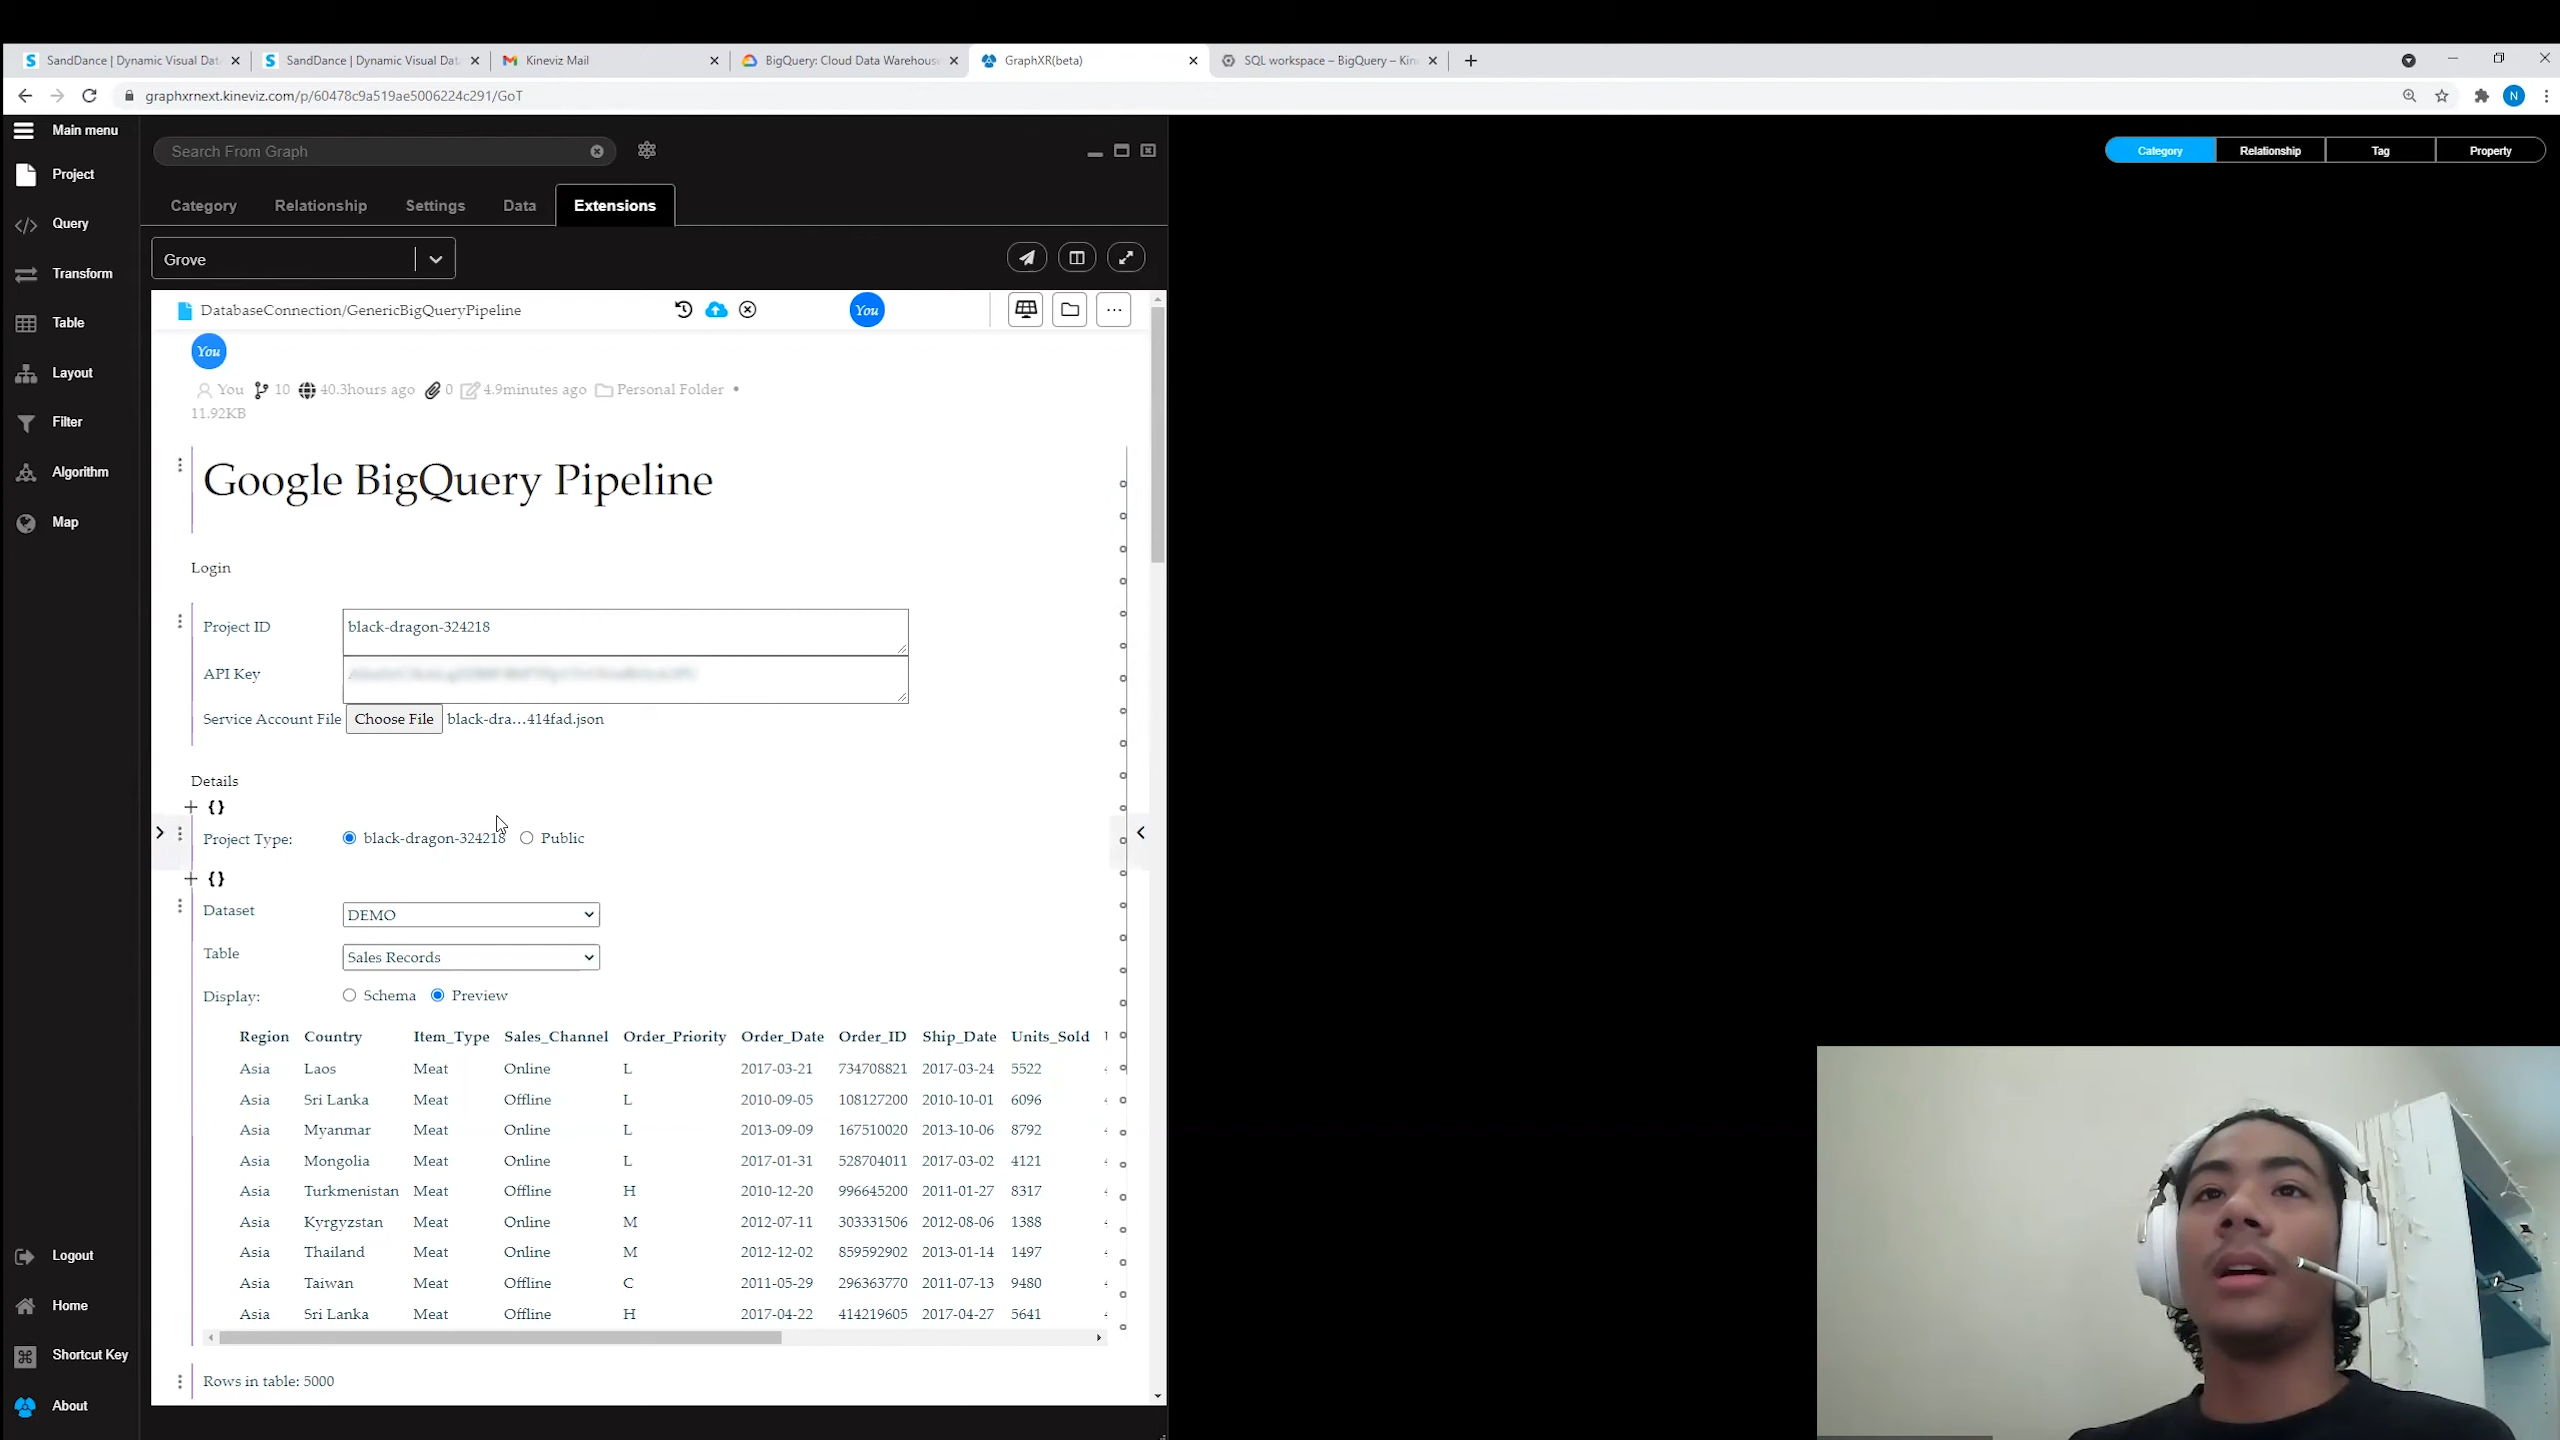 SandDance | Dynamic Visual Dat
SandDance | Dynamic Visual Dat
Kineviz Mail
BigQuery: Cloud Data Warehous
GraphXR(beta)
SQL workspace – BigQuery – Kin
graphxrnext.kineviz.com/p/60478c9a519ae5006224c291/GoT
N
Main menu
Project
Query
Transform
Table
Layout
Filter
Algorithm
Map
Logout
Home
Shortcut Key
About
Search From Graph
Category Relationship Settings Data Extensions
Grove
DatabaseConnection/GenericBigQueryPipeline
You
You
You 10 40.3hours ago 0 4.9minutes ago Personal Folder •
11.92KB
Google BigQuery Pipeline
Login
Project ID black-dragon-324218
API Key
Service Account File Choose File black-dra...414fad.json
Details
+ {}
Project Type: black-dragon-324218 Public
+ {}
Dataset DEMO
Table Sales Records
Display: Schema Preview
Region Country Item_Type Sales_Channel Order_Priority Order_Date Order_ID Ship_Date Units_Sold
Asia Laos Meat Online L 2017-03-21 734708821 2017-03-24 5522
Asia Sri Lanka Meat Offline L 2010-09-05 108127200 2010-10-01 6096
Asia Myanmar Meat Online L 2013-09-09 167510020 2013-10-06 8792
Asia Mongolia Meat Online L 2017-01-31 528704011 2017-03-02 4121
Asia Turkmenistan Meat Offline H 2010-12-20 996645200 2011-01-27 8317
Asia Kyrgyzstan Meat Online M 2012-07-11 303331506 2012-08-06 1388
Asia Thailand Meat Online M 2012-12-02 859592902 2013-01-14 1497
Asia Taiwan Meat Offline C 2011-05-29 296363770 2011-07-13 9480
Asia Sri Lanka Meat Offline H 2017-04-22 414219605 2017-04-27 5641
Rows in table: 5000
Category Relationship Tag Property